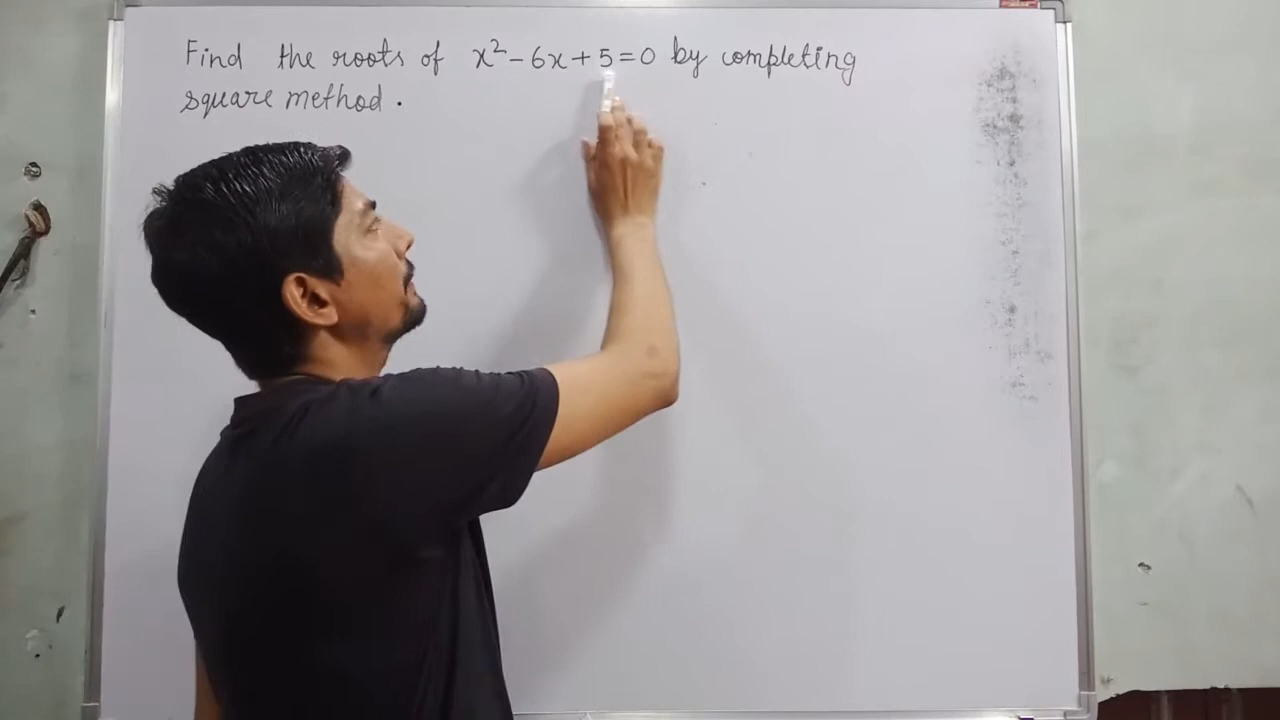 Find the roots of x² - 6x + 5 = 0 by completing
square method.